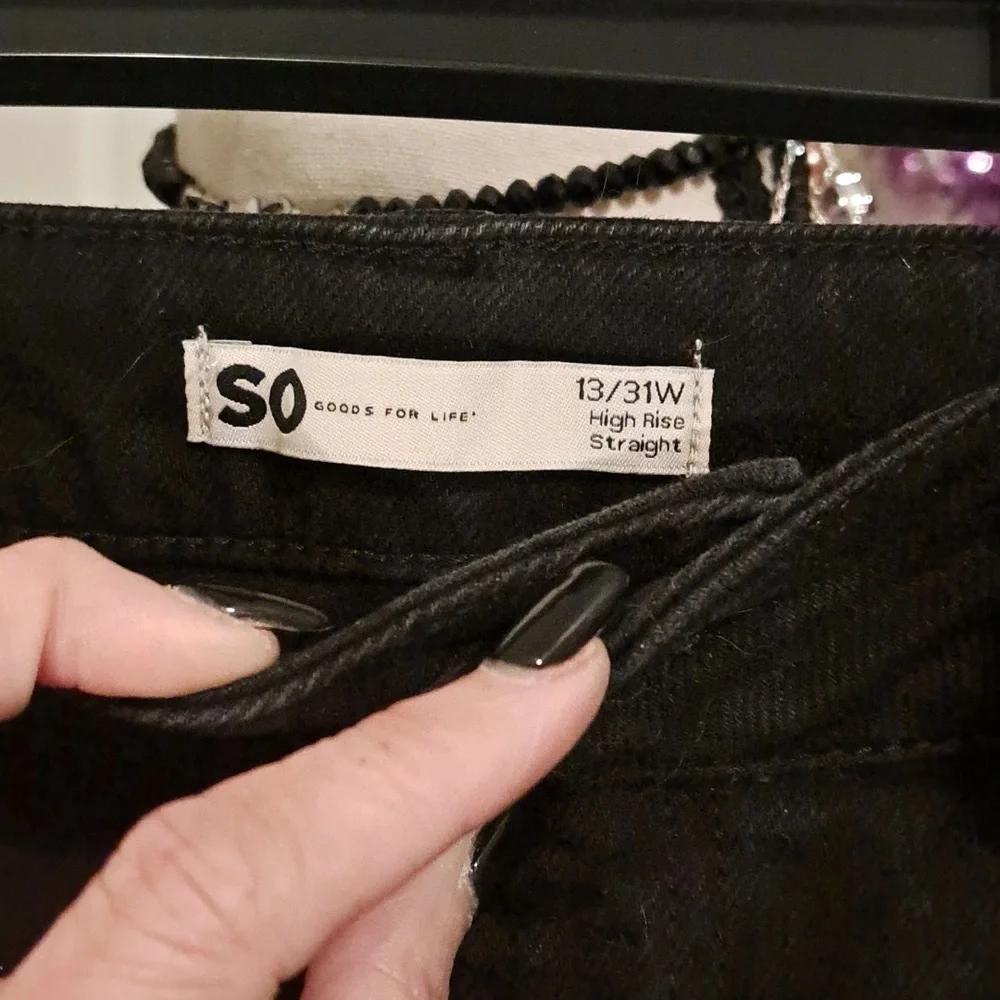 SO GOODS FOR LIFE®
13/31W
High Rise
Straight